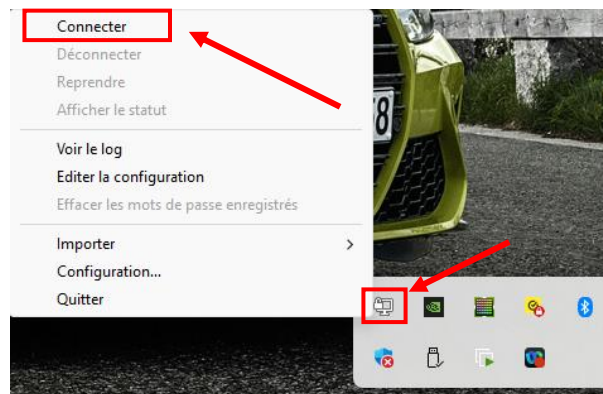 Connecter
Déconnecter
Reprendre
Afficher le statut
Voir le log
Editer la configuration
Effacer les mots de passe enregistrés
Importer
Configuration...
Quitter
8